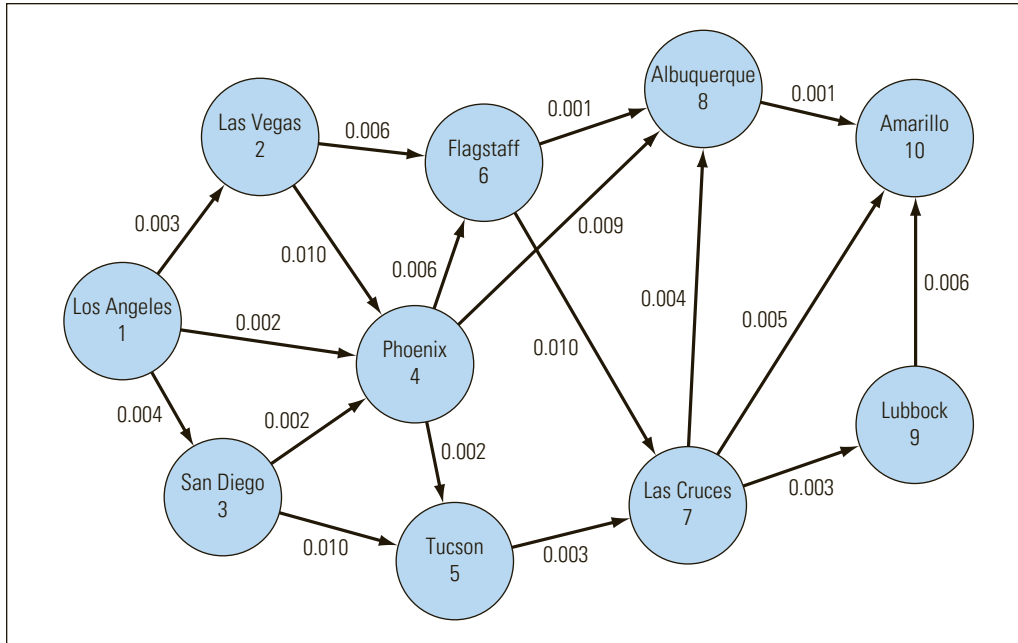 Albuquerque
8
0.001
0.001
Las Vegas
2
0.006
Flagstaff
6
Amarillo
10
0.003
0.010
0.009
0.006
0.004
0.005
0.006
Los Angeles
1
0.002
Phoenix
4
0.010
0.004
0.002
0.002
Lubbock
9
San Diego
3
0.010
Tucson
5
0.003
Las Cruces
7
0.003